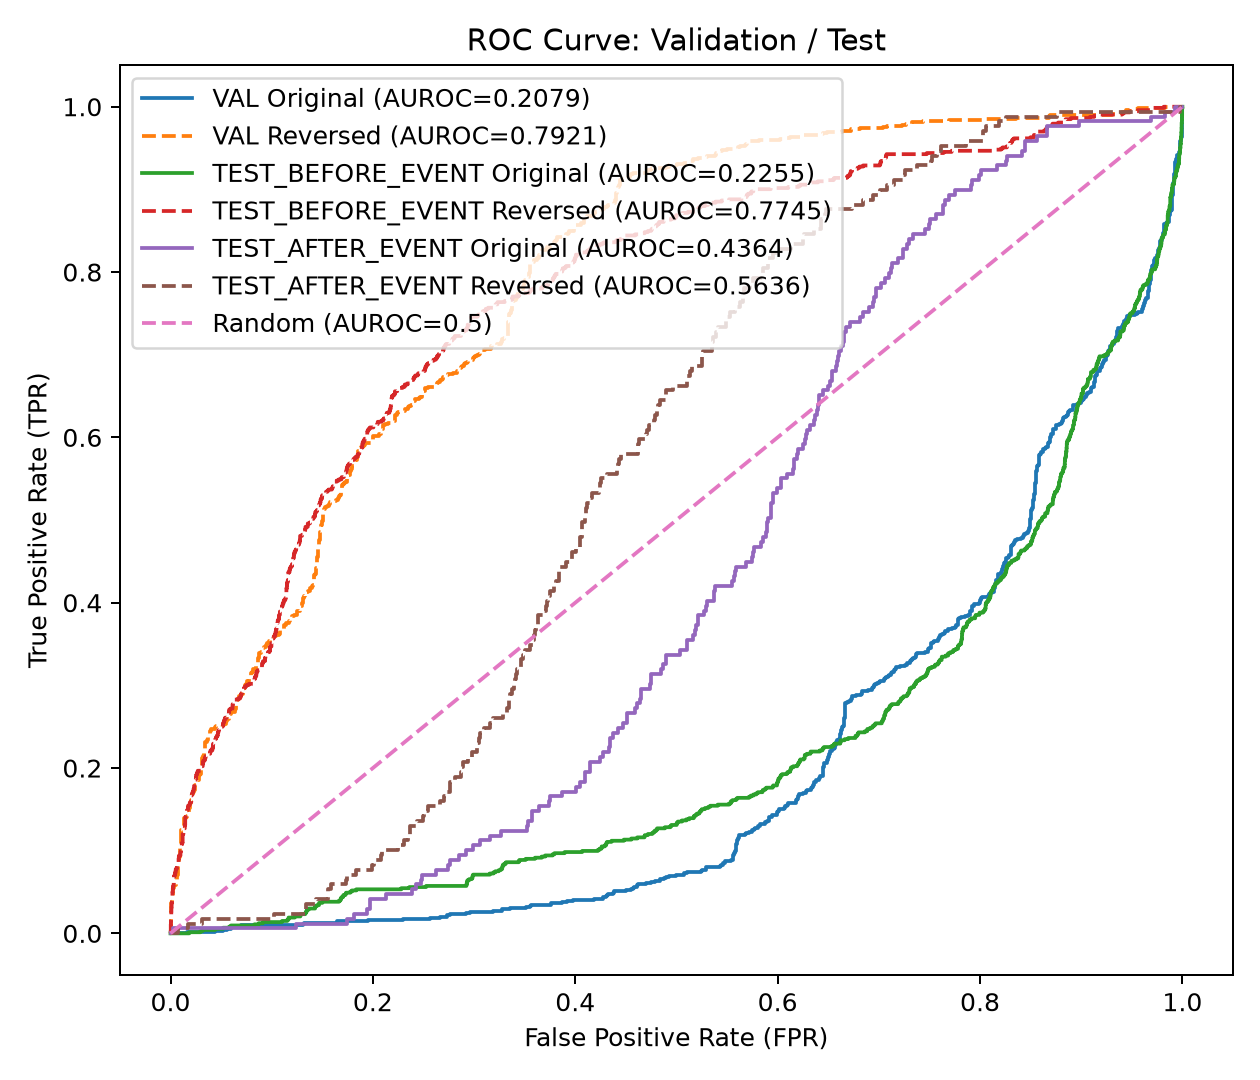 ROC Curve: Validation / Test
VAL Original (AUROC=0.2079)
VAL Reversed (AUROC=0.7921)
TEST_BEFORE_EVENT Original (AUROC=0.2255)
TEST_BEFORE_EVENT Reversed (AUROC=0.7745)
TEST_AFTER_EVENT Original (AUROC=0.4364)
TEST_AFTER_EVENT Reversed (AUROC=0.5636)
Random (AUROC=0.5)
True Positive Rate (TPR)
1.0
0.8
0.6
0.4
0.2
0.0
0.0 0.2 0.4 0.6 0.8 1.0
False Positive Rate (FPR)